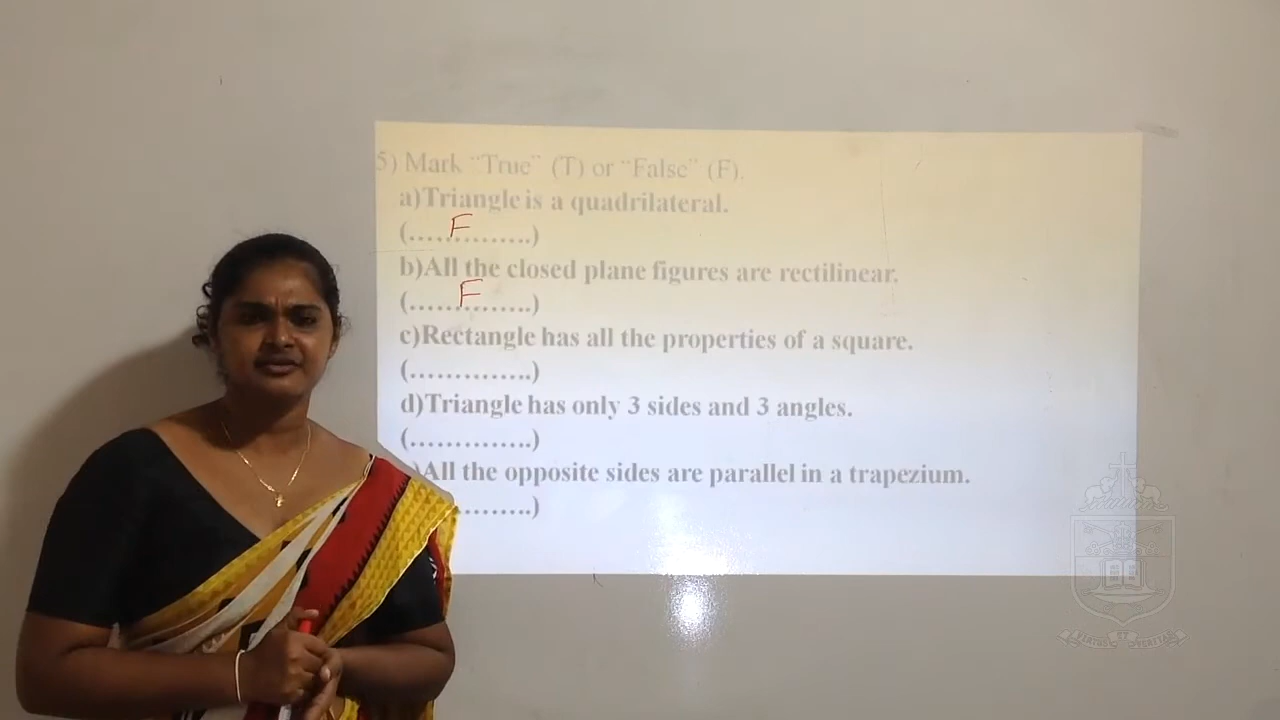 5) Mark "True" (T) or "False" (F).
a)Triangle is a quadrilateral.
(......F........)
b)All the closed plane figures are rectilinear.
(......F........)
c)Rectangle has all the properties of a square.
(..............)
d)Triangle has only 3 sides and 3 angles.
(..............)
)All the opposite sides are parallel in a trapezium.
.........)
VERITAS